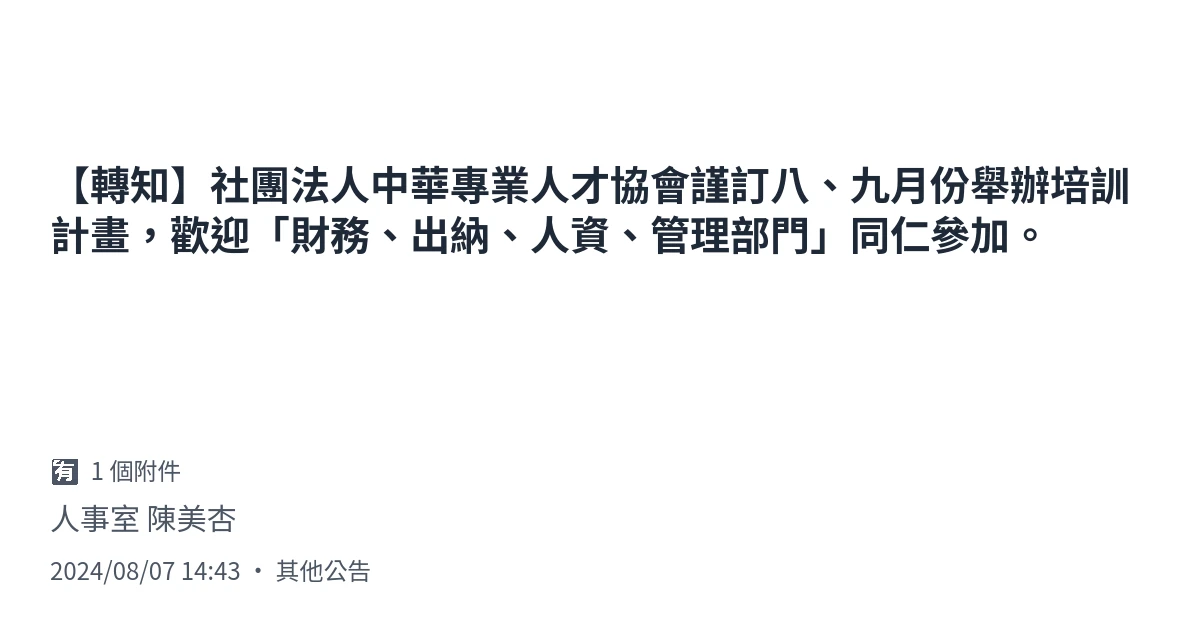 【轉知】社團法人中華專業人才協會謹訂八、九月份舉辦培訓
計畫，歡迎「財務、出納、人資、管理部門」同仁參加。
🈶 1 個附件
人事室 陳美杏
2024/08/07 14:43 • 其他公告